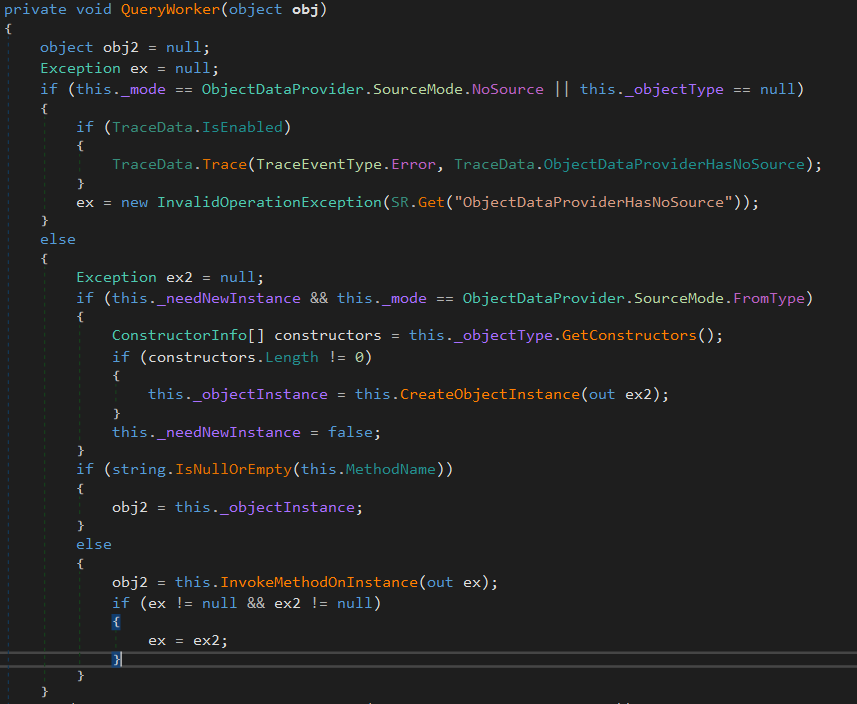 private void QueryWorker(object obj)
{
object obj2 = null;
Exception ex = null;
if (this._mode == ObjectDataProvider.SourceMode.NoSource || this._objectType == null)
{
if (TraceData.IsEnabled)
{
TraceData.Trace(TraceEventType.Error, TraceData.ObjectDataProviderHasNoSource);
}
ex = new InvalidOperationException(SR.Get("ObjectDataProviderHasNoSource"));
}
else
{
Exception ex2 = null;
if (this._needNewInstance && this._mode == ObjectDataProvider.SourceMode.FromType)
{
ConstructorInfo[] constructors = this._objectType.GetConstructors();
if (constructors.Length != 0)
{
this._objectInstance = this.CreateObjectInstance(out ex2);
}
this._needNewInstance = false;
}
if (string.IsNullOrEmpty(this.MethodName))
{
obj2 = this._objectInstance;
}
else
{
obj2 = this.InvokeMethodOnInstance(out ex);
if (ex != null && ex2 != null)
{
ex = ex2;
}
}
}